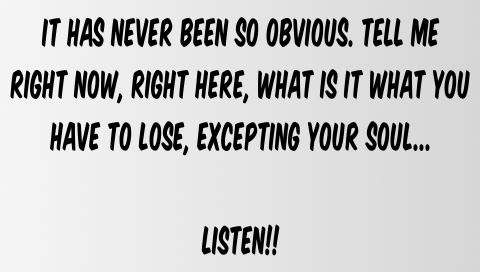 IT HAS NEVER BEEN SO OBVIOUS. TELL ME
RIGHT NOW, RIGHT HERE, WHAT IS IT WHAT YOU
HAVE TO LOSE, EXCEPTING YOUR SOUL...
LISTEN!!